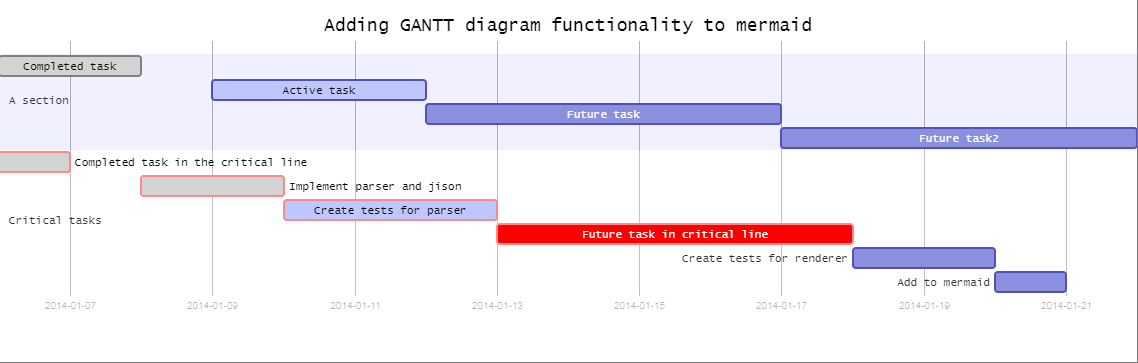 Adding GANTT diagram functionality to mermaid
Completed task
Active task
A section
Future task
Future task2
Completed task in the critical line
Implement parser and jison
Create tests for parser
Critical tasks
Future task in critical line
Create tests for renderer
Add to mermaid
2014-01-07 2014-01-09 2014-01-11 2014-01-13 2014-01-15 2014-01-17 2014-01-19 2014-01-21